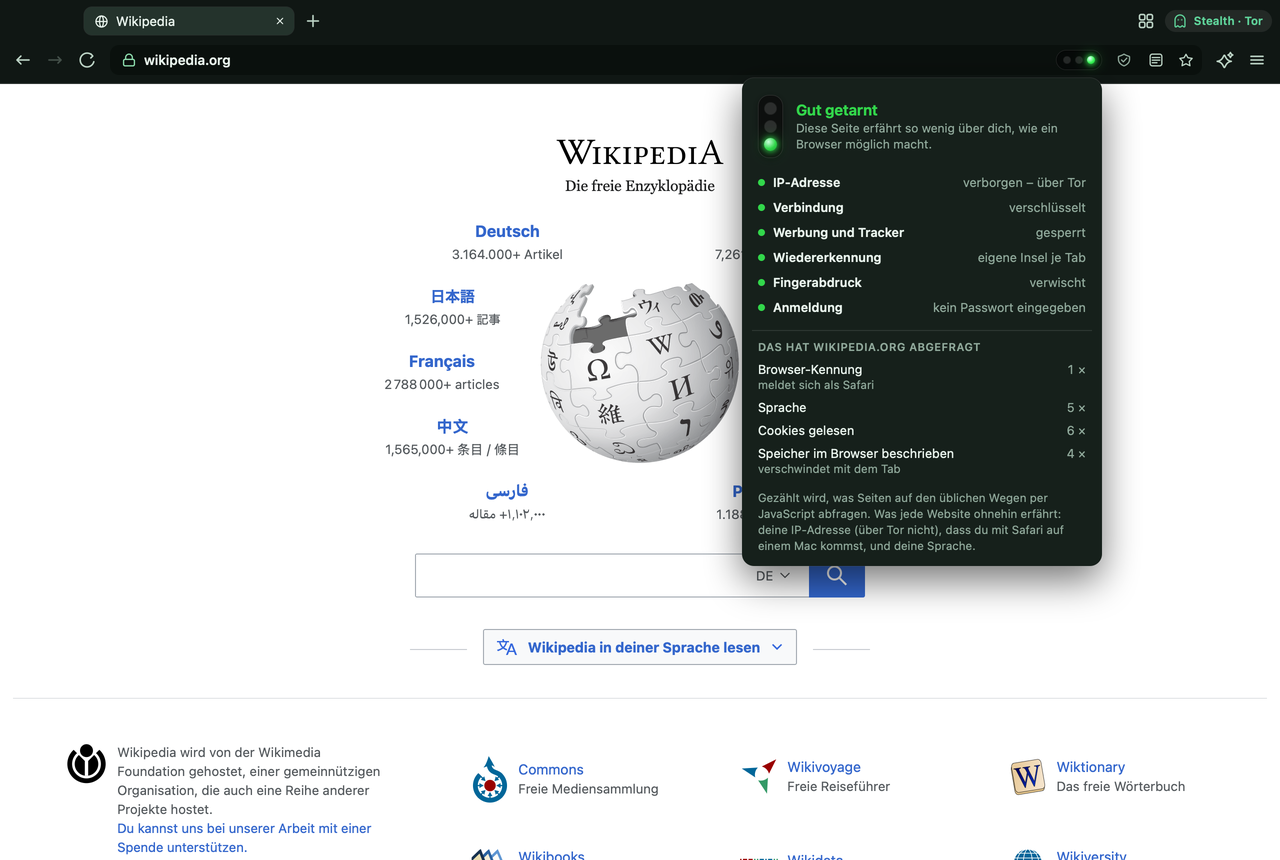 Wikipedia
Stealth · Tor
wikipedia.org
Gut getarnt
Diese Seite erfährt so wenig über dich, wie ein
Browser möglich macht.
IP-Adresse verborgen – über Tor
Verbindung verschlüsselt
Werbung und Tracker gesperrt
Wiedererkennung eigene Insel je Tab
Fingerabdruck verwischt
Anmeldung kein Passwort eingegeben
DAS HAT WIKIPEDIA.ORG ABGEFRAGT
Browser-Kennung 1 ×
meldet sich als Safari
Sprache 5 ×
Cookies gelesen 6 ×
Speicher im Browser beschrieben 4 ×
verschwindet mit dem Tab
Gezählt wird, was Seiten auf den üblichen Wegen per
JavaScript abfragen. Was jede Website ohnehin erfährt:
deine IP-Adresse (über Tor nicht), dass du mit Safari auf
einem Mac kommst, und deine Sprache.
WIKIPEDIA
Die freie Enzyklopädie
Deutsch
3.164.000+ Artikel
日本語
1,526,000+ 記事
Français
2 788 000+ articles
中文
1,565,000+ 条目 / 條目
فارسی
۱٬۱۰۲٬۰۰۰+ مقاله
Ω W И 維 ウィ
DE
Wikipedia in deiner Sprache lesen
Wikipedia wird von der Wikimedia
Foundation gehostet, einer gemeinnützigen
Organisation, die auch eine Reihe anderer
Projekte hostet.
Du kannst uns bei unserer Arbeit mit einer
Spende unterstützen.
Commons
Freie Mediensammlung
Wikivoyage
Freie Reiseführer
W
Wiktionary
Das freie Wörterbuch
Wikibooks
Wikidata
Wikiversity